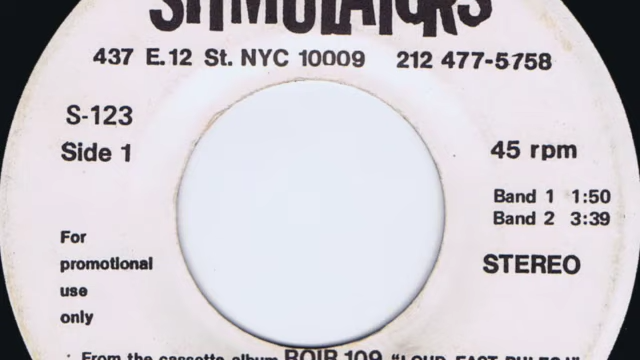 STIMULATORS
437 E.12 St. NYC 10009 212 477-5758
S-123
Side 1
45 rpm
Band 1 1:50
Band 2 3:39
For
promotional
use
only
STEREO
From the cassette album ROIR 109 "LOUD FAST RULES!"